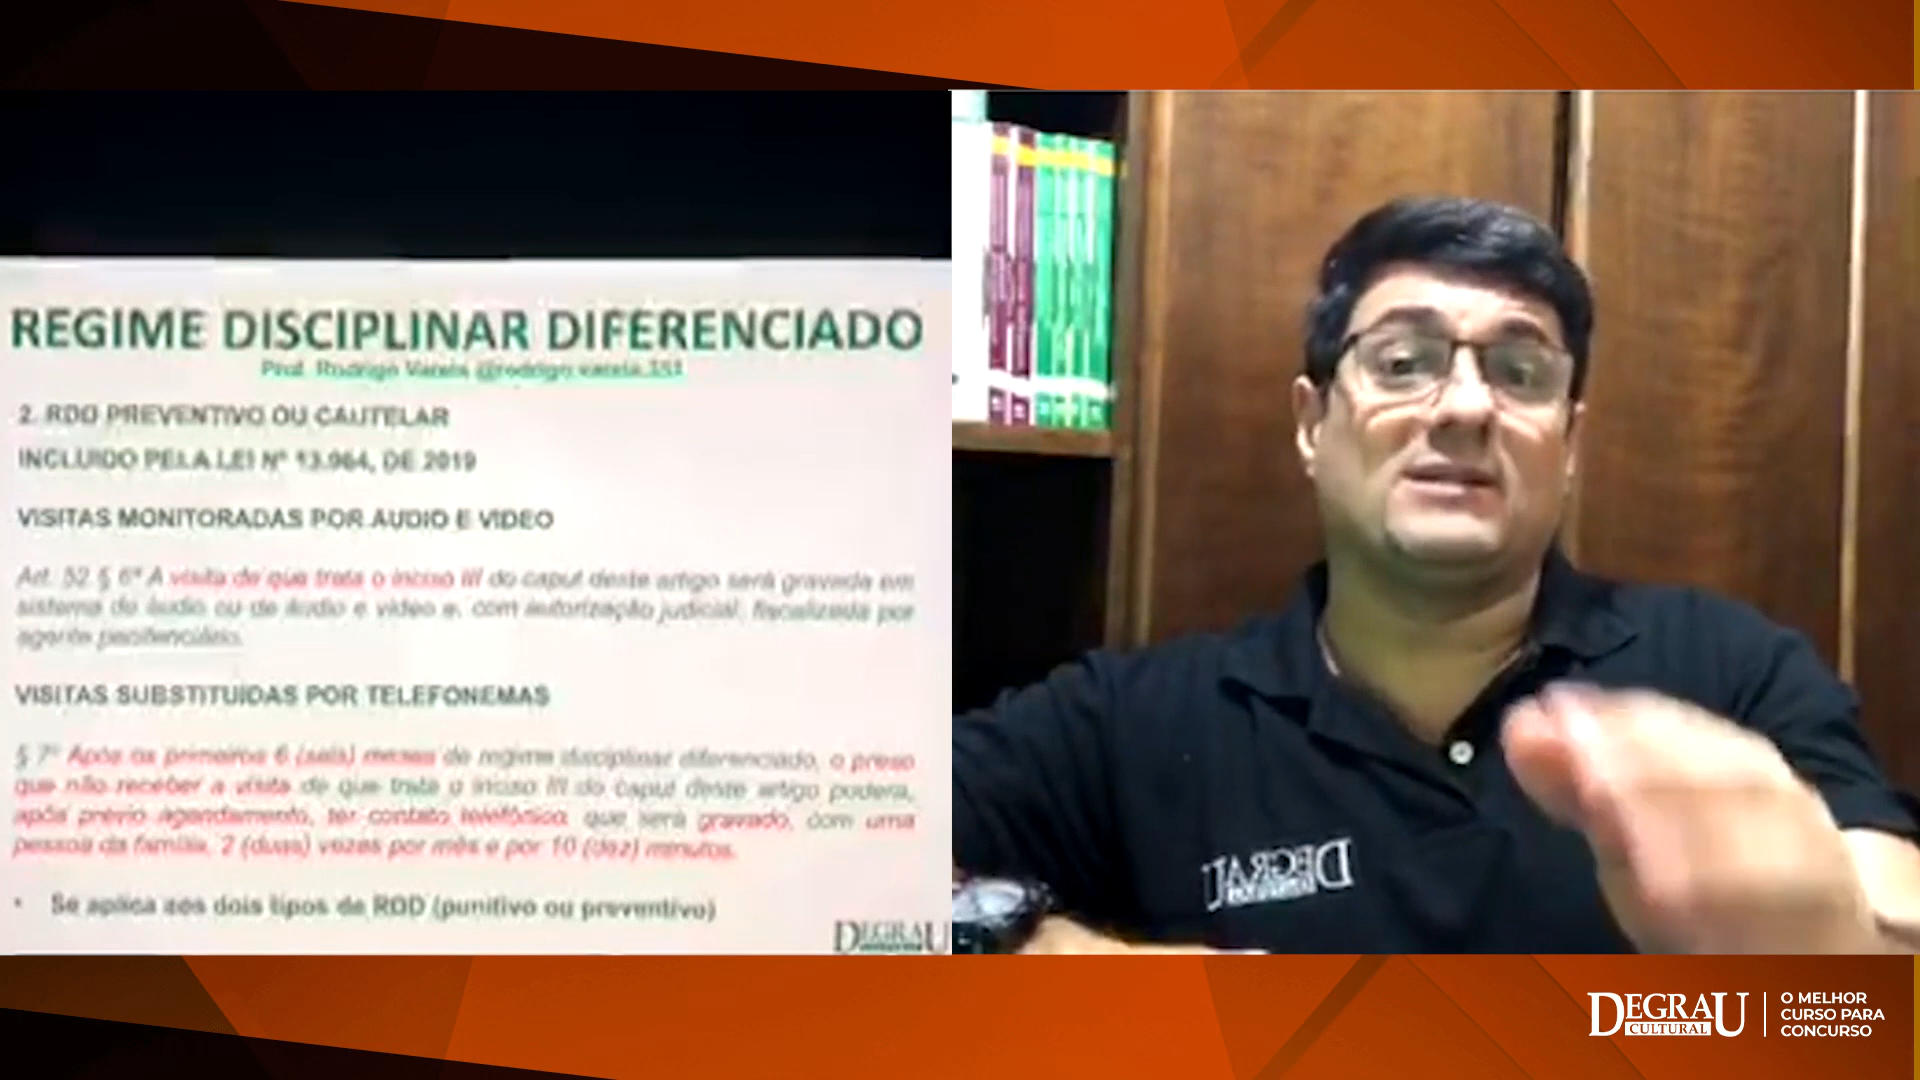 REGIME DISCIPLINAR DIFERENCIADO
Prof. Rodrigo Varela @rodrigo.varela.351
2. RDD PREVENTIVO OU CAUTELAR
INCLUIDO PELA LEI Nº 13.964, DE 2019
VISITAS MONITORADAS POR AUDIO E VIDEO
Art. 52 § 6º A visita de que trata o inciso III do caput deste artigo será gravada em
sistema de áudio ou de áudio e vídeo e, com autorização judicial, fiscalizada por
agente penitenciário.
VISITAS SUBSTITUIDAS POR TELEFONEMAS
§ 7º Após os primeiros 6 (seis) meses de regime disciplinar diferenciado, o preso
que não receber a visita de que trata o inciso III do caput deste artigo poderá,
após prévio agendamento, ter contato telefônico, que será gravado, com uma
pessoa da família, 2 (duas) vezes por mês e por 10 (dez) minutos.
• Se aplica aos dois tipos de RDD (punitivo ou preventivo)
DEGRAU
DEGRAU
DEGRAU
CULTURAL
O MELHOR
CURSO PARA
CONCURSO